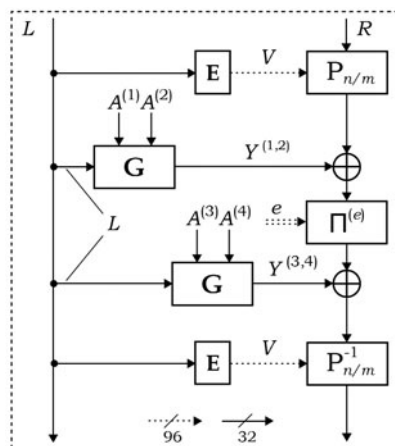 L R
E V P_{n/m}
A^{(1)} A^{(2)}
G Y^{(1,2)}
e Π^{(e)}
L A^{(3)} A^{(4)}
G Y^{(3,4)}
E V P^{-1}_{n/m}
96 32